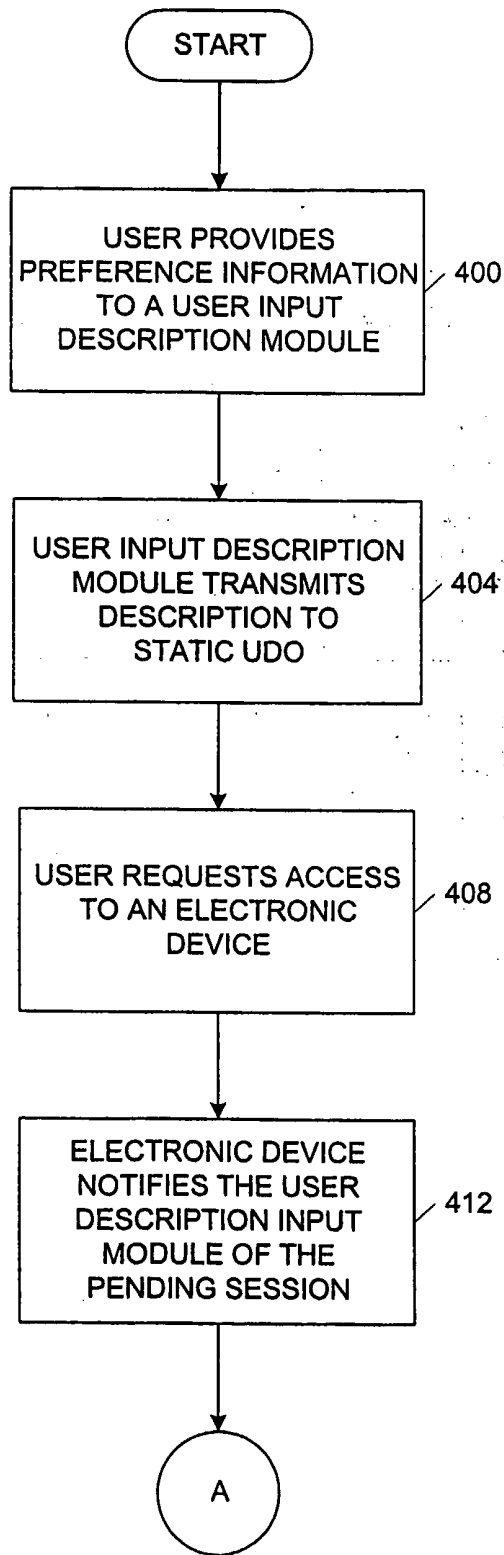 START
USER PROVIDES
PREFERENCE INFORMATION
TO A USER INPUT
DESCRIPTION MODULE
400
USER INPUT DESCRIPTION
MODULE TRANSMITS
DESCRIPTION TO
STATIC UDO
404
USER REQUESTS ACCESS
TO AN ELECTRONIC
DEVICE
408
ELECTRONIC DEVICE
NOTIFIES THE USER
DESCRIPTION INPUT
MODULE OF THE
PENDING SESSION
412
A